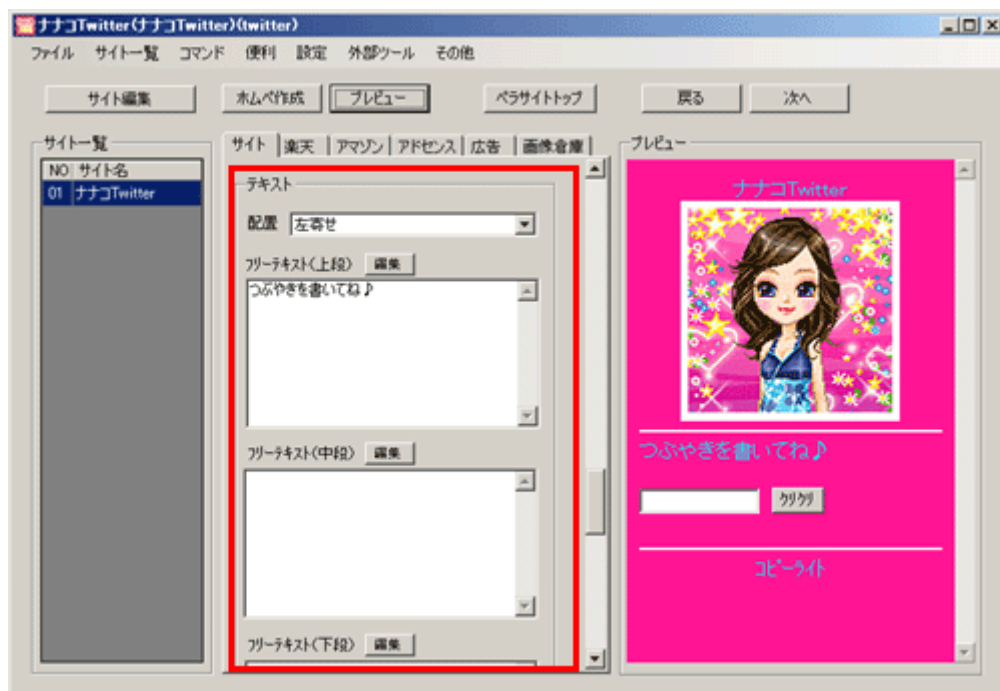 ナナコTwitter(ナナコTwitter)(twitter)
ファイル サイト一覧 コマンド 便利 設定 外部ツール その他
サイト編集 ホムペ作成 プレビュー ペラサイトトップ 戻る 次へ
サイト一覧
NO サイト名
01 ナナコTwitter
サイト 楽天 アマゾン アドセンス 広告 画像倉庫
テキスト
配置 左寄せ
フリーテキスト(上段) 編集
つぶやきを書いてね♪
フリーテキスト(中段) 編集
フリーテキスト(下段) 編集
プレビュー
ナナコTwitter
つぶやきを書いてね♪
クリクリ
コピーライト